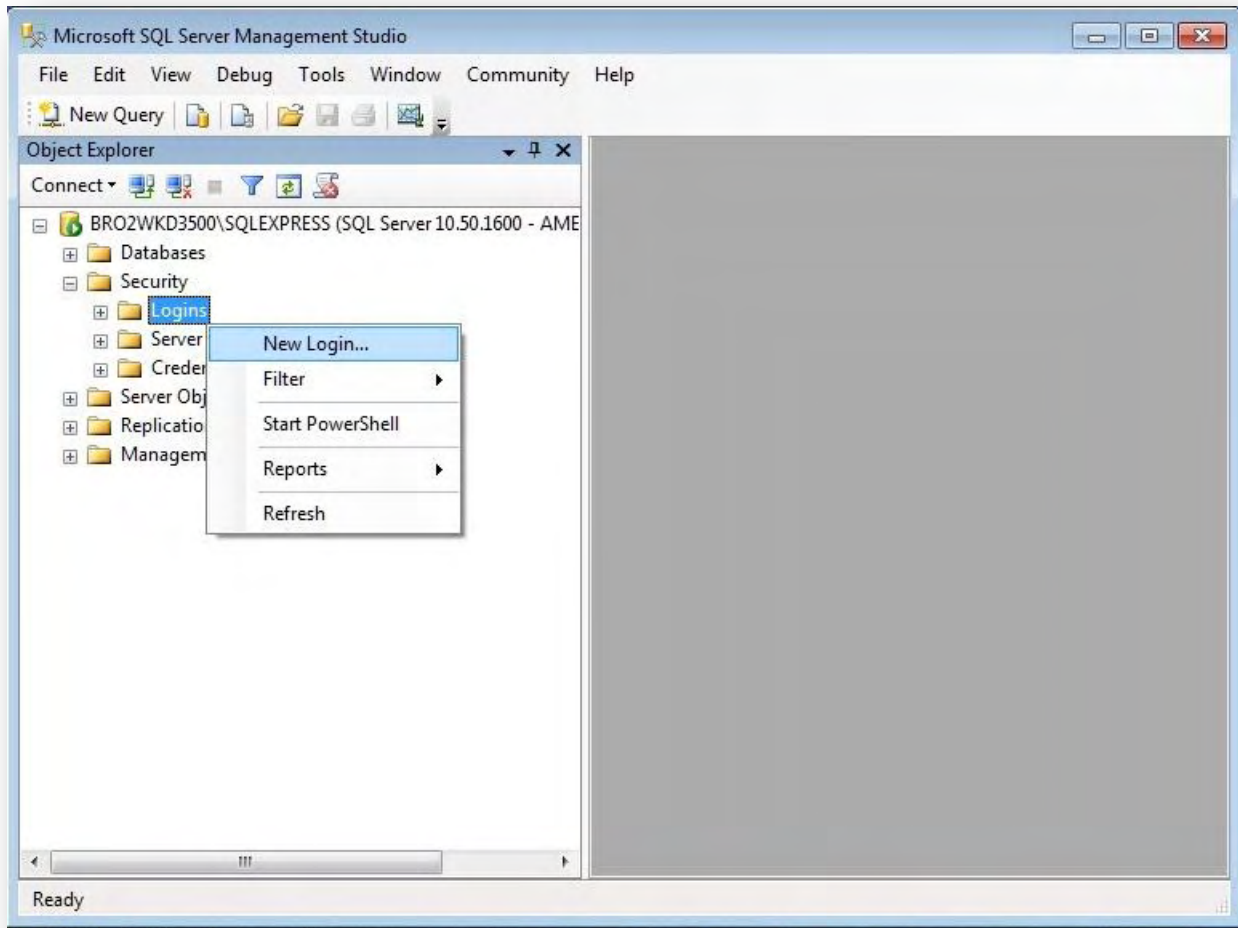 Microsoft SQL Server Management Studio
File Edit View Debug Tools Window Community Help
New Query
Object Explorer
Connect
BRO2WKD3500\SQLEXPRESS (SQL Server 10.50.1600 - AME
Databases
Security
Logins
Server
Creden
Server Obj
Replicatio
Managem
New Login...
Filter
Start PowerShell
Reports
Refresh
Ready